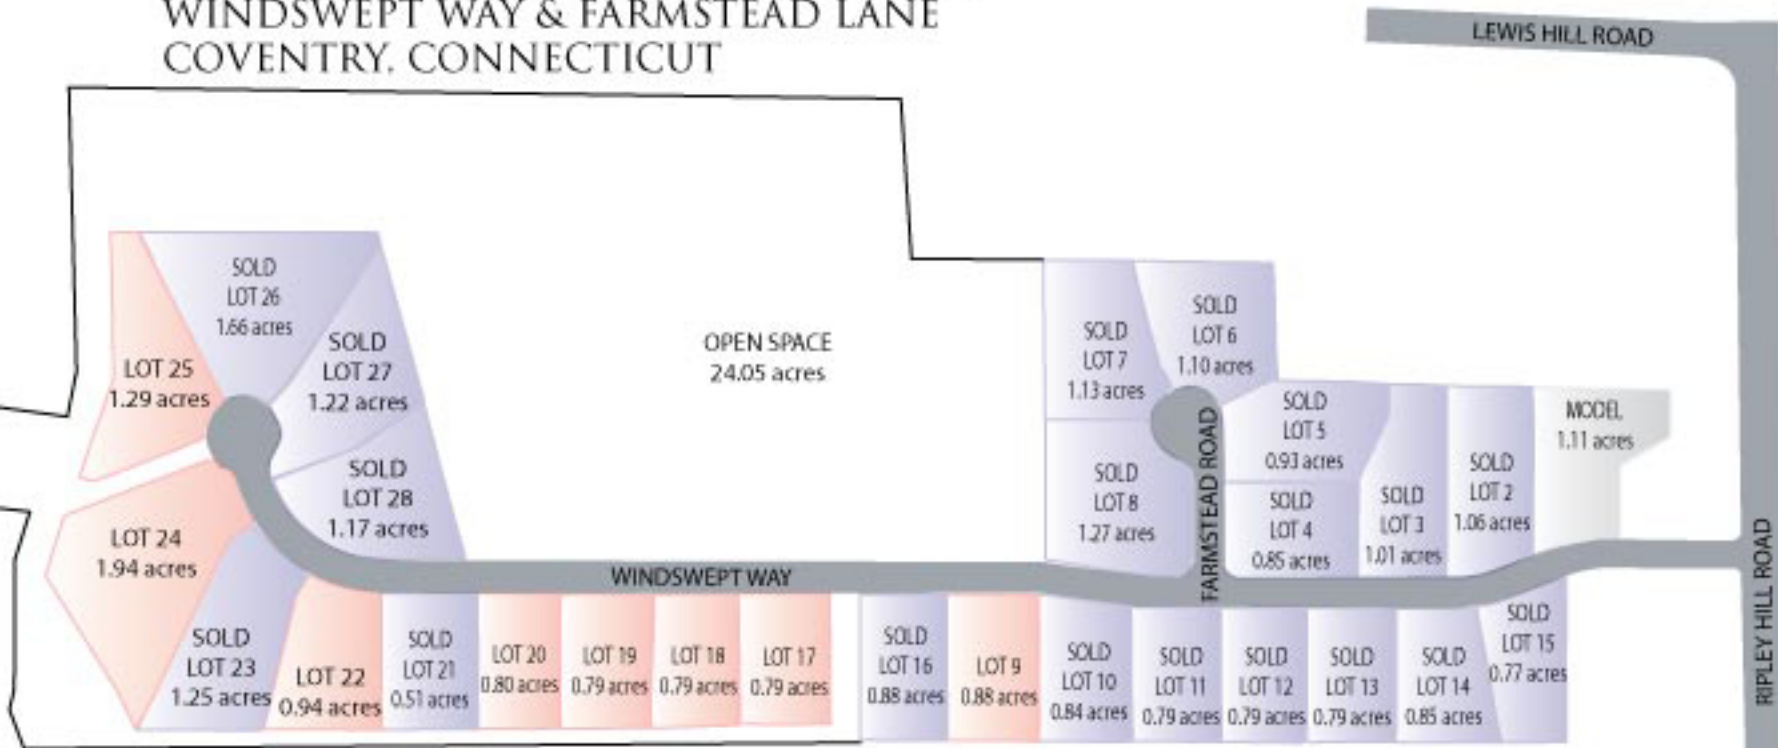 WINDSWEPT WAY & FARMSTEAD LANE
COVENTRY, CONNECTICUT
LEWIS HILL ROAD
SOLD
LOT 26
1.66 acres
LOT 25
1.29 acres
SOLD
LOT 27
1.22 acres
SOLD
LOT 28
1.17 acres
OPEN SPACE
24.05 acres
SOLD
LOT 7
1.13 acres
SOLD
LOT 6
1.10 acres
SOLD
LOT 8
1.27 acres
FARMSTEAD ROAD
SOLD
LOT 5
0.93 acres
SOLD
LOT 4
0.85 acres
SOLD
LOT 3
1.01 acres
SOLD
LOT 2
1.06 acres
MODEL
1.11 acres
RIPLEY HILL ROAD
WINDSWEPT WAY
LOT 24
1.94 acres
SOLD
LOT 23
1.25 acres
LOT 22
0.94 acres
SOLD
LOT 21
0.51 acres
LOT 20
0.80 acres
LOT 19
0.79 acres
LOT 18
0.79 acres
LOT 17
0.79 acres
SOLD
LOT 16
0.88 acres
LOT 9
0.88 acres
SOLD
LOT 10
0.84 acres
SOLD
LOT 11
0.79 acres
SOLD
LOT 12
0.79 acres
SOLD
LOT 13
0.79 acres
SOLD
LOT 14
0.85 acres
SOLD
LOT 15
0.77 acres